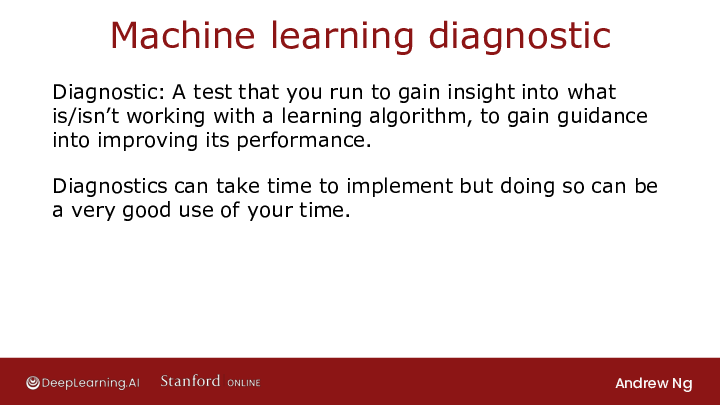 Machine learning diagnostic
Diagnostic: A test that you run to gain insight into what
is/isn’t working with a learning algorithm, to gain guidance
into improving its performance.
Diagnostics can take time to implement but doing so can be
a very good use of your time.
DeepLearning.AI
Stanford ONLINE
Andrew Ng